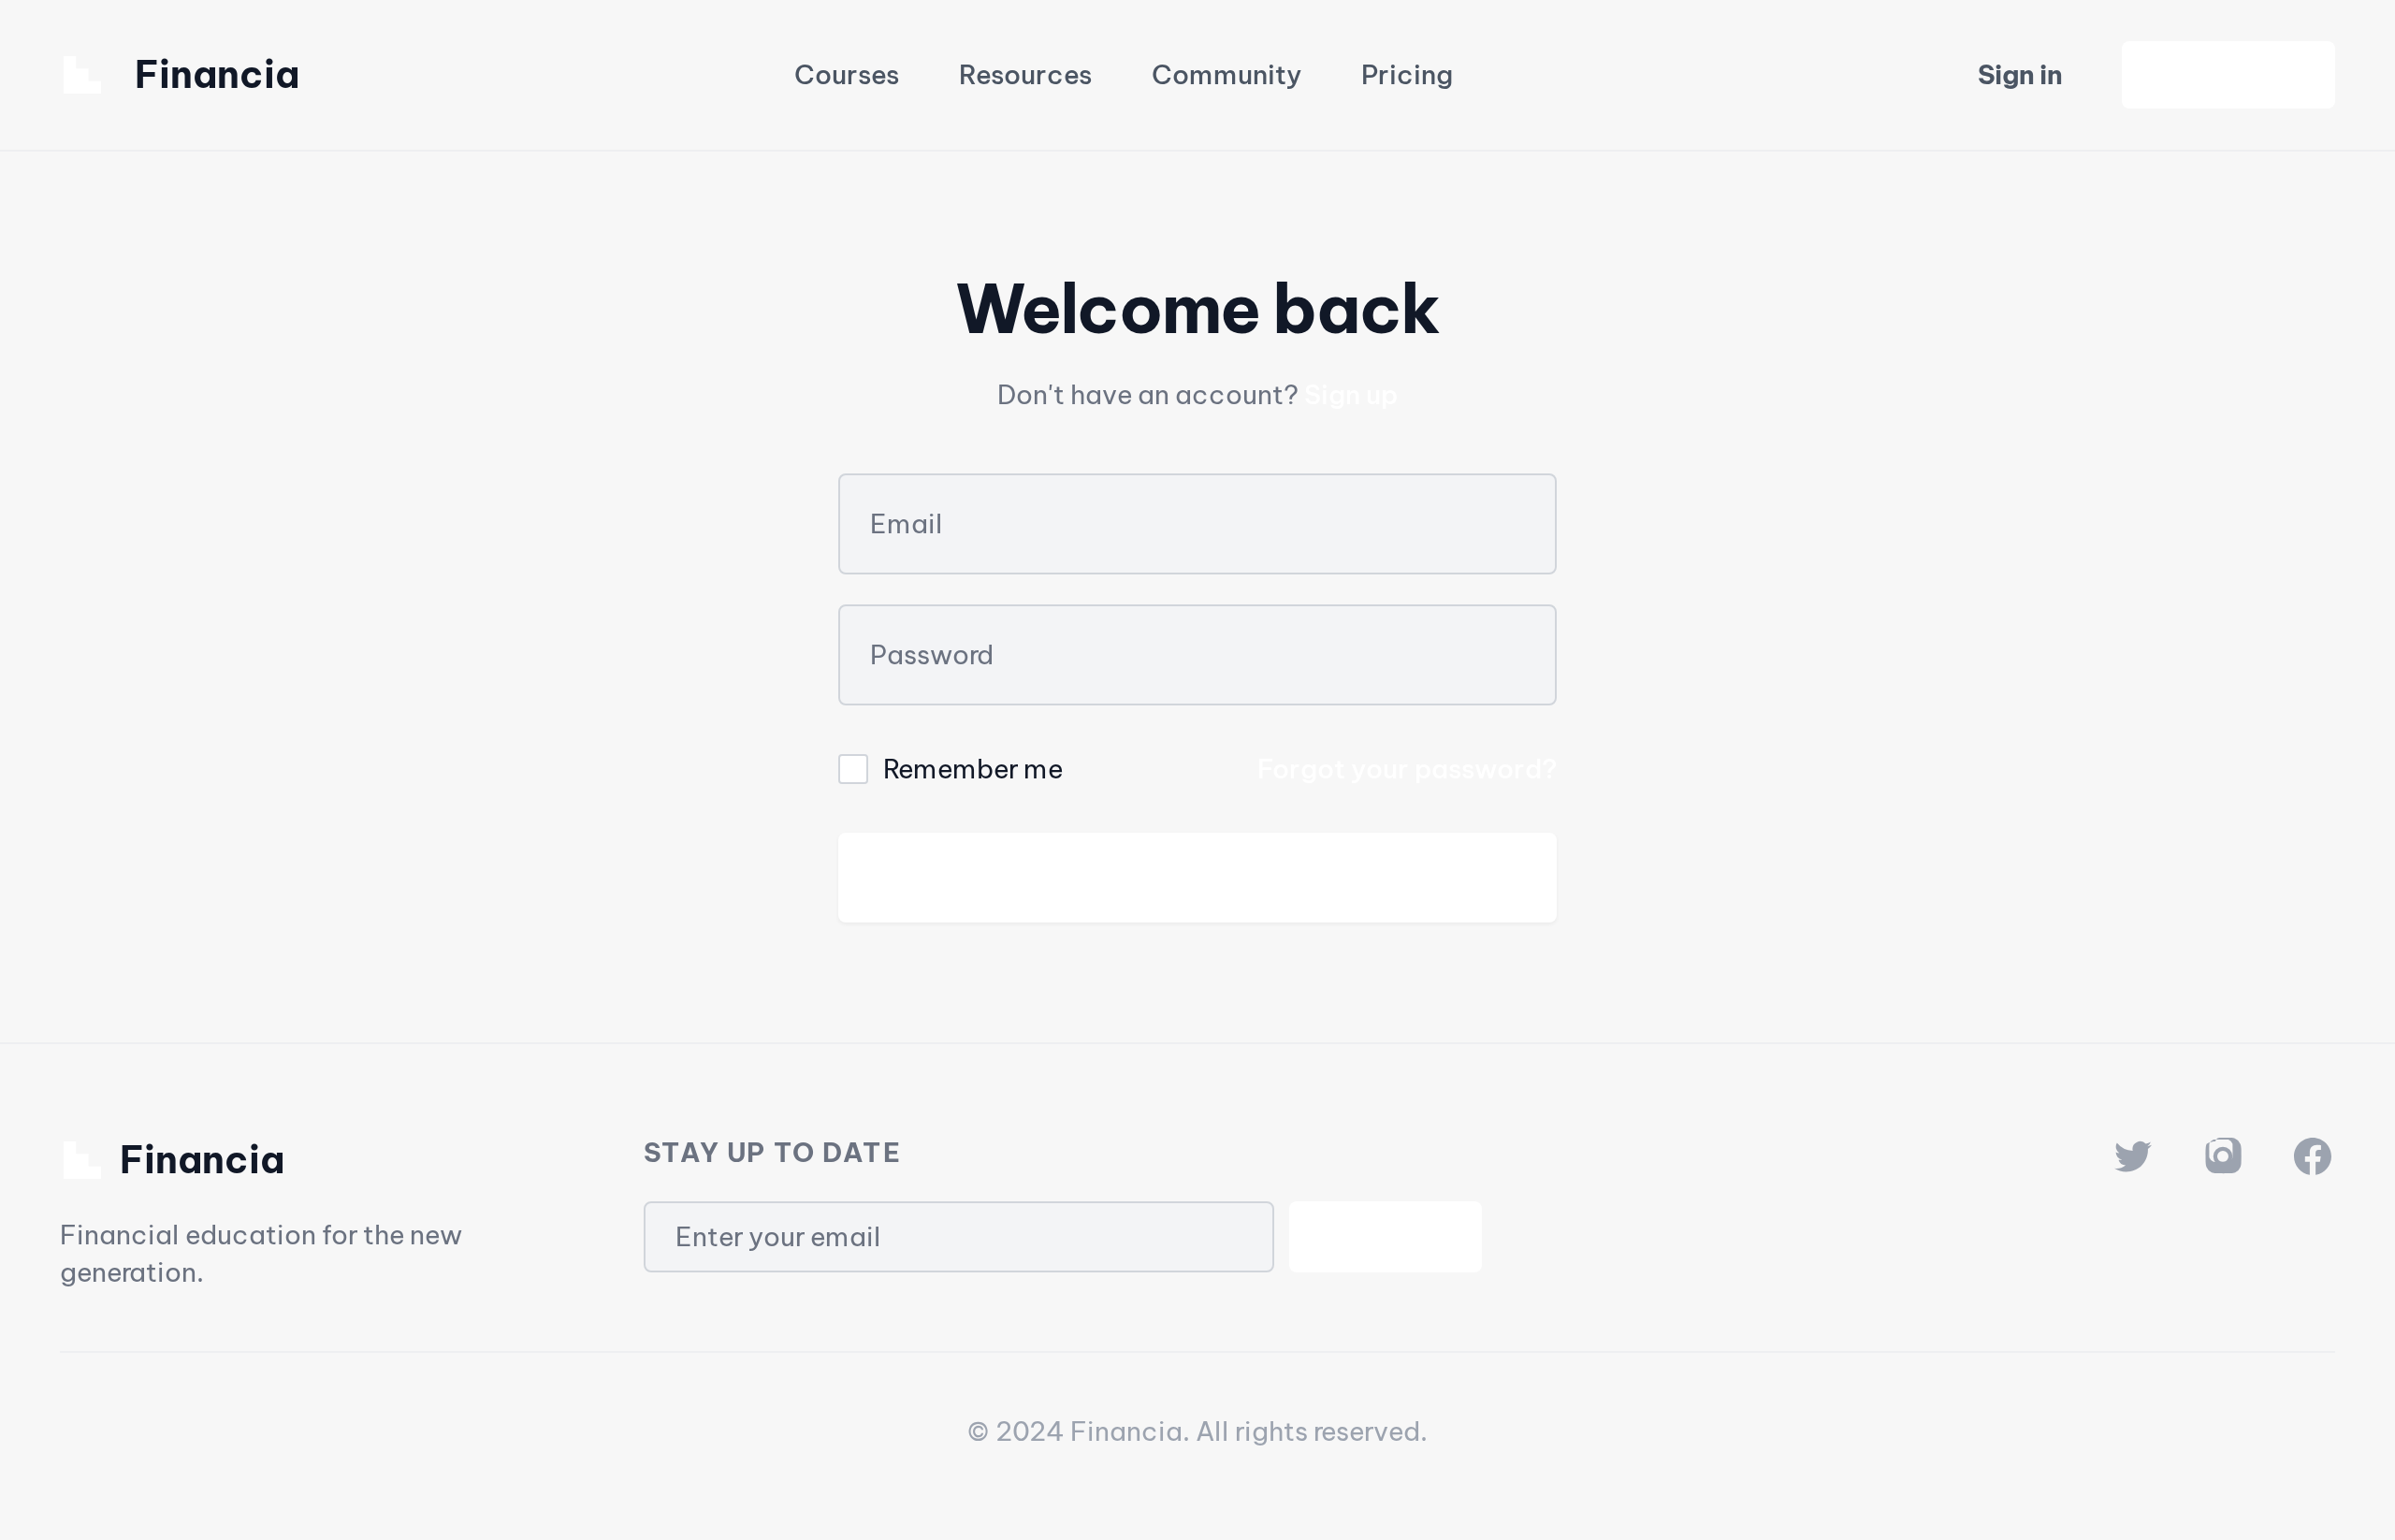 Financia
Courses
Resources
Community
Pricing
Sign in
Welcome back
Don't have an account? Sign up
Email
Password
Remember me
Forgot your password?
Financia
Financial education for the new
generation.
STAY UP TO DATE
Enter your email
© 2024 Financia. All rights reserved.